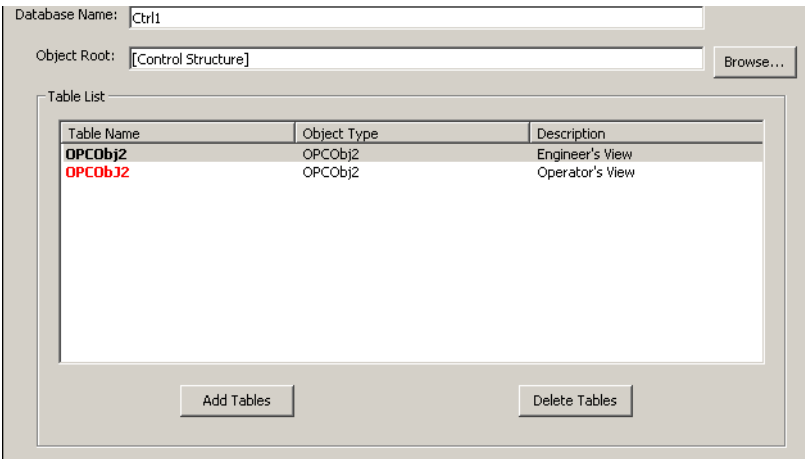 Database Name: Ctrl1
Object Root: [Control Structure] Browse...
Table List
Table Name Object Type Description
OPCObj2 OPCObj2 Engineer's View
OPCObJ2 OPCObj2 Operator's View
Add Tables Delete Tables